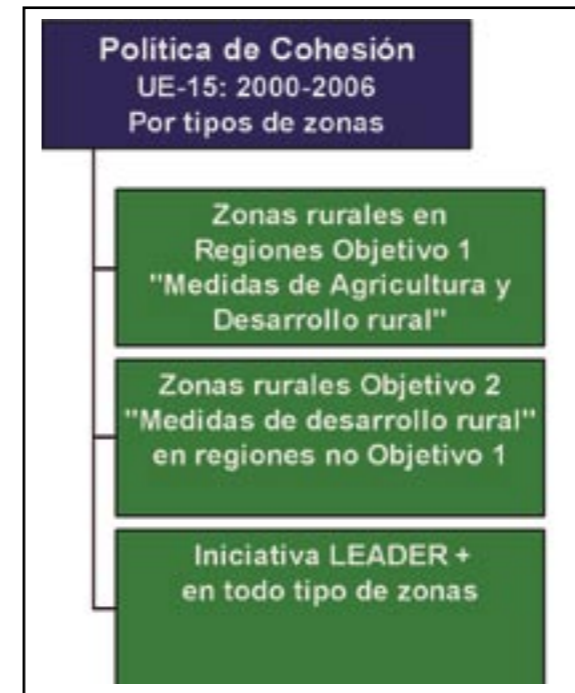 Política de Cohesión
UE-15: 2000-2006
Por tipos de zonas
Zonas rurales en
Regiones Objetivo 1
"Medidas de Agricultura y
Desarrollo rural"
Zonas rurales Objetivo 2
"Medidas de desarrollo rural"
en regiones no Objetivo 1
Iniciativa LEADER +
en todo tipo de zonas